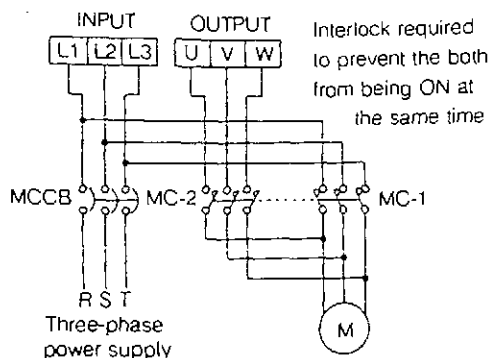 INPUT
OUTPUT
L1 L2 L3
U V W
Interlock required
to prevent the both
from being ON at
the same time
MCCB
MC-2
MC-1
R S T
Three-phase
power supply
M